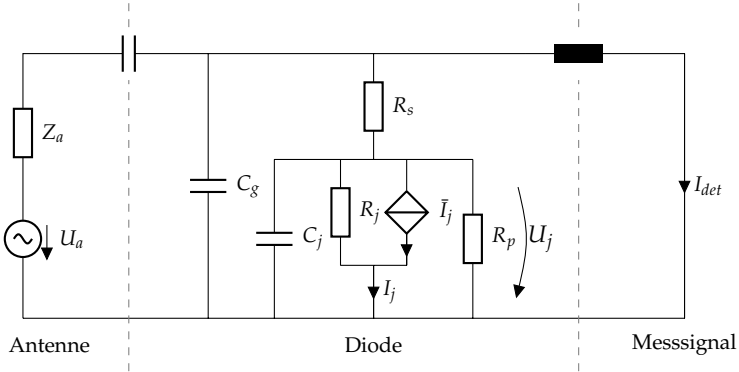 Z_a
U_a
C_g
R_s
C_j
R_j
Ī_j
R_p
U_j
I_j
I_det
Antenne
Diode
Messsignal